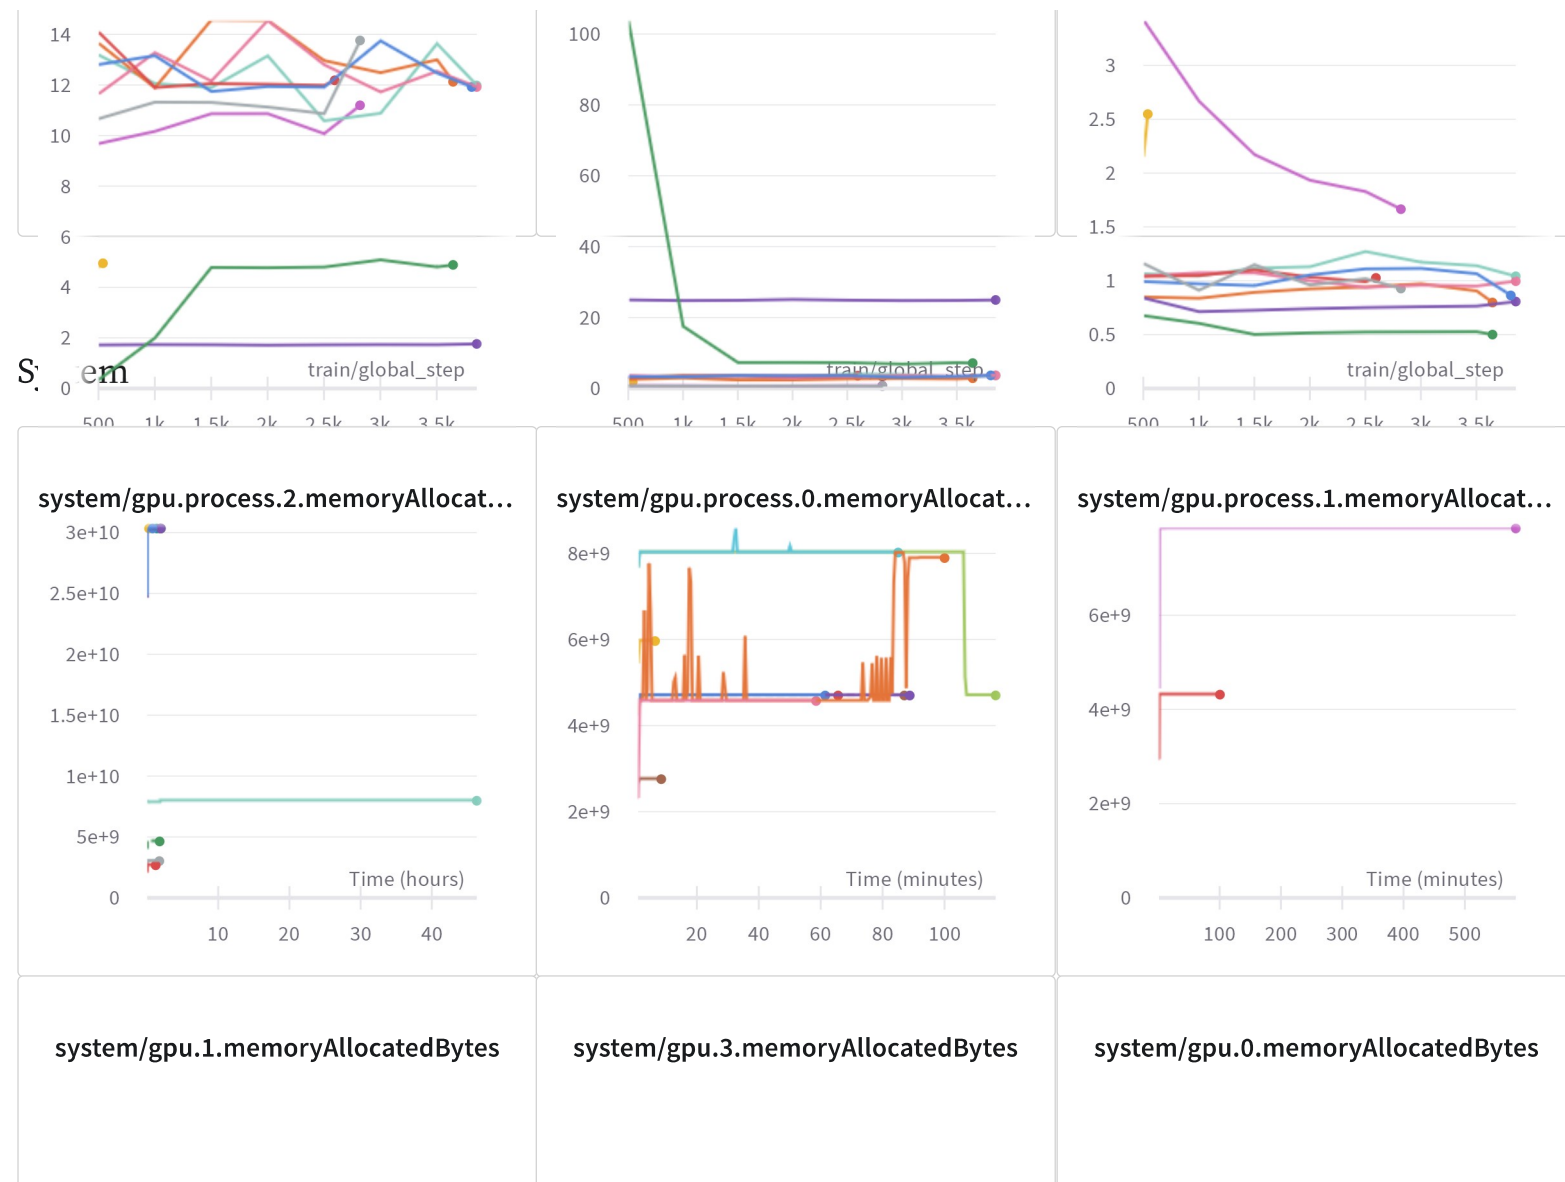 14
12
10
8
6
4
2
0
train/global_step
500 1k 1.5k 2k 2.5k 3k 3.5k
100
80
60
40
20
0
train/global_step
500 1k 1.5k 2k 2.5k 3k 3.5k
3
2.5
2
1.5
1
0.5
0
train/global_step
500 1k 1.5k 2k 2.5k 3k 3.5k
system/gpu.process.2.memoryAllocat...
3e+10
2.5e+10
2e+10
1.5e+10
1e+10
5e+9
0
Time (hours)
10 20 30 40
system/gpu.process.0.memoryAllocat...
8e+9
6e+9
4e+9
2e+9
0
Time (minutes)
20 40 60 80 100
system/gpu.process.1.memoryAllocat...
6e+9
4e+9
2e+9
0
Time (minutes)
100 200 300 400 500
system/gpu.1.memoryAllocatedBytes
system/gpu.3.memoryAllocatedBytes
system/gpu.0.memoryAllocatedBytes